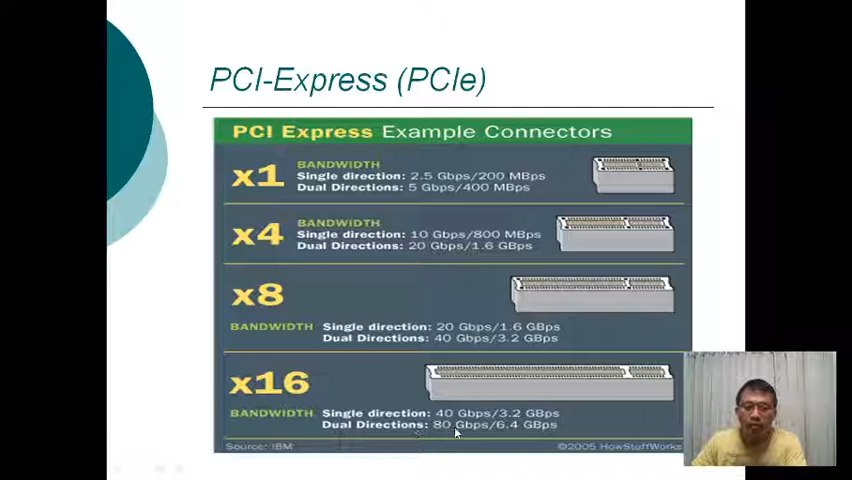 PCI-Express (PCIe)
PCI Express Example Connectors
x1
BANDWIDTH
Single direction: 2.5 Gbps/200 MBps
Dual Directions: 5 Gbps/400 MBps
x4
BANDWIDTH
Single direction: 10 Gbps/800 MBps
Dual Directions: 20 Gbps/1.6 GBps
x8
BANDWIDTH Single direction: 20 Gbps/1.6 GBps
Dual Directions: 40 Gbps/3.2 GBps
x16
BANDWIDTH Single direction: 40 Gbps/3.2 GBps
Dual Directions: 80 Gbps/6.4 GBps
Source: IBM ©2005 HowStuffWorks